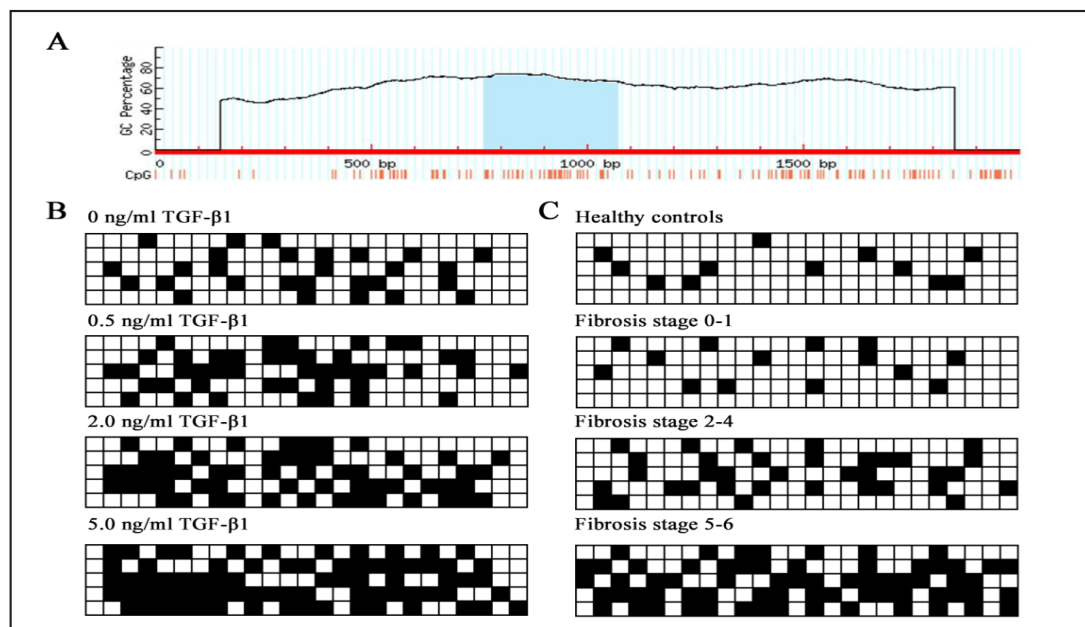 A
GC Percentage
0 20 40 60 80
0 500 bp 1000 bp 1500 bp
CpG
B
0 ng/ml TGF-β1
0.5 ng/ml TGF-β1
2.0 ng/ml TGF-β1
5.0 ng/ml TGF-β1
C
Healthy controls
Fibrosis stage 0-1
Fibrosis stage 2-4
Fibrosis stage 5-6